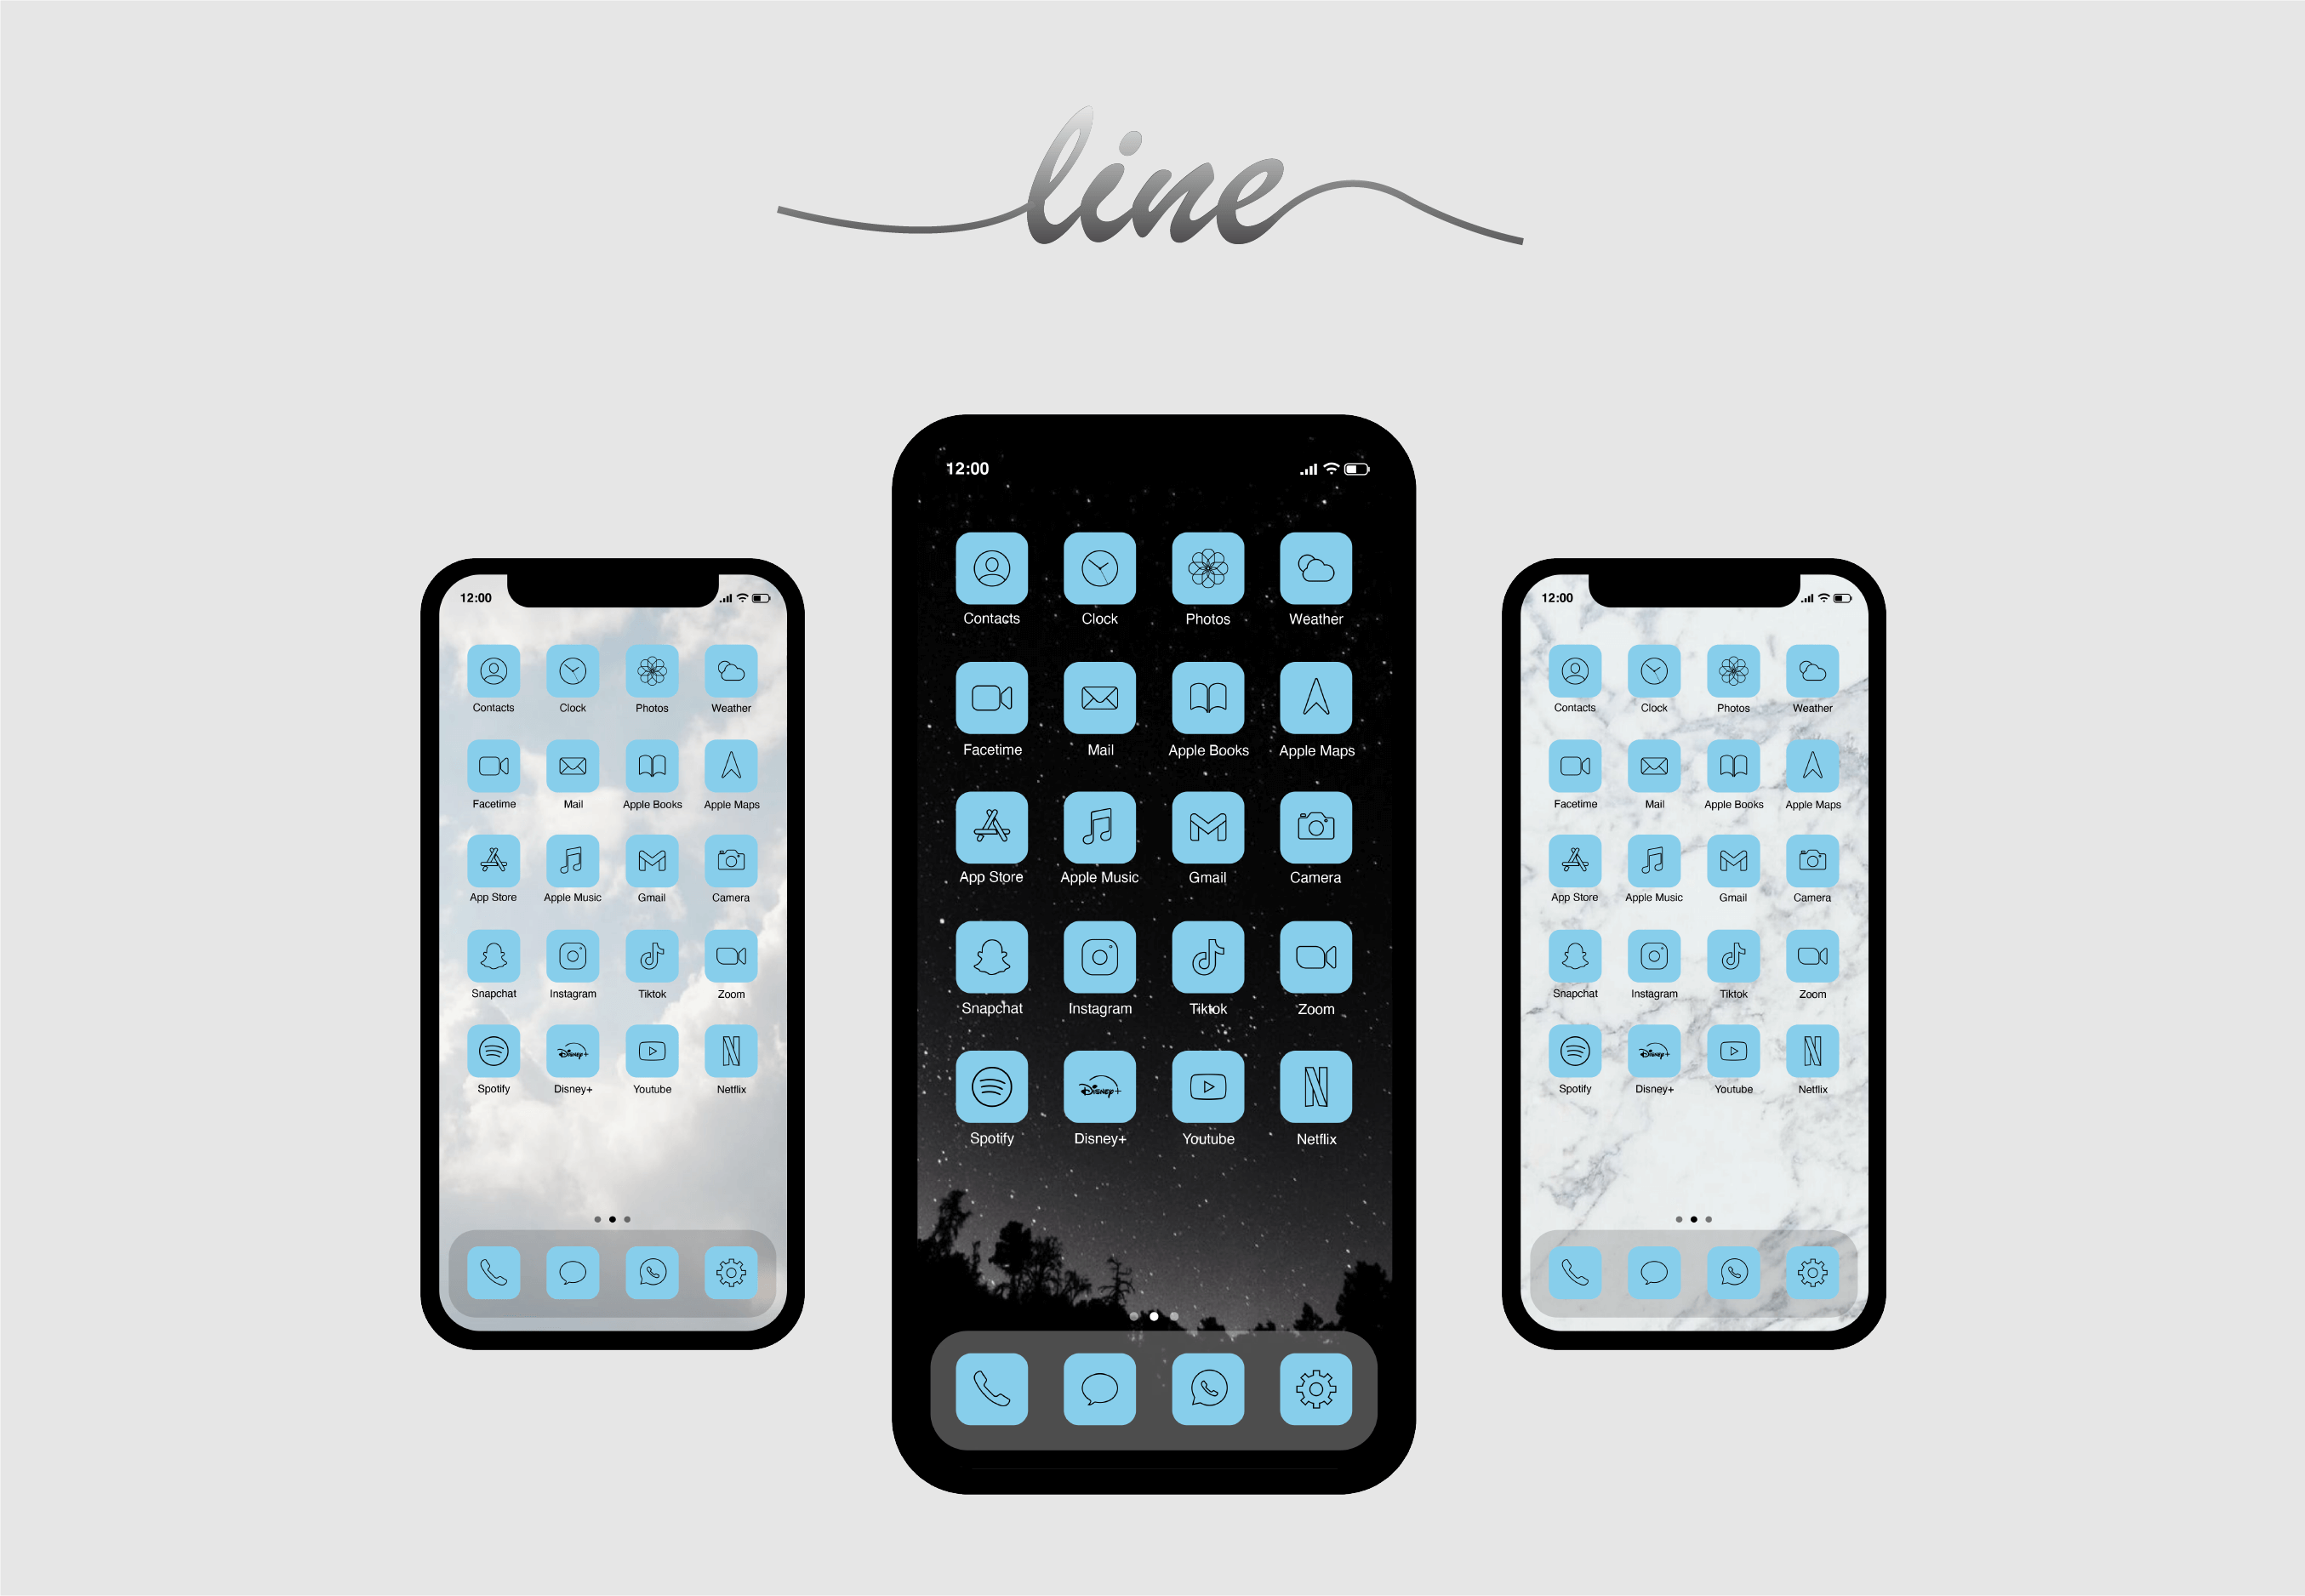 line
12:00
Contacts Clock Photos Weather
Facetime Mail Apple Books Apple Maps
App Store Apple Music Gmail Camera
Snapchat Instagram Tiktok Zoom
Spotify Disney+ Youtube Netflix
Disney+
12:00
Contacts Clock Photos Weather
Facetime Mail Apple Books Apple Maps
App Store Apple Music Gmail Camera
Snapchat Instagram Tiktok Zoom
Disney+
Spotify Disney+ Youtube Netflix
12:00
Contacts Clock Photos Weather
Facetime Mail Apple Books Apple Maps
App Store Apple Music Gmail Camera
Snapchat Instagram Tiktok Zoom
Disney+
Spotify Disney+ Youtube Netflix